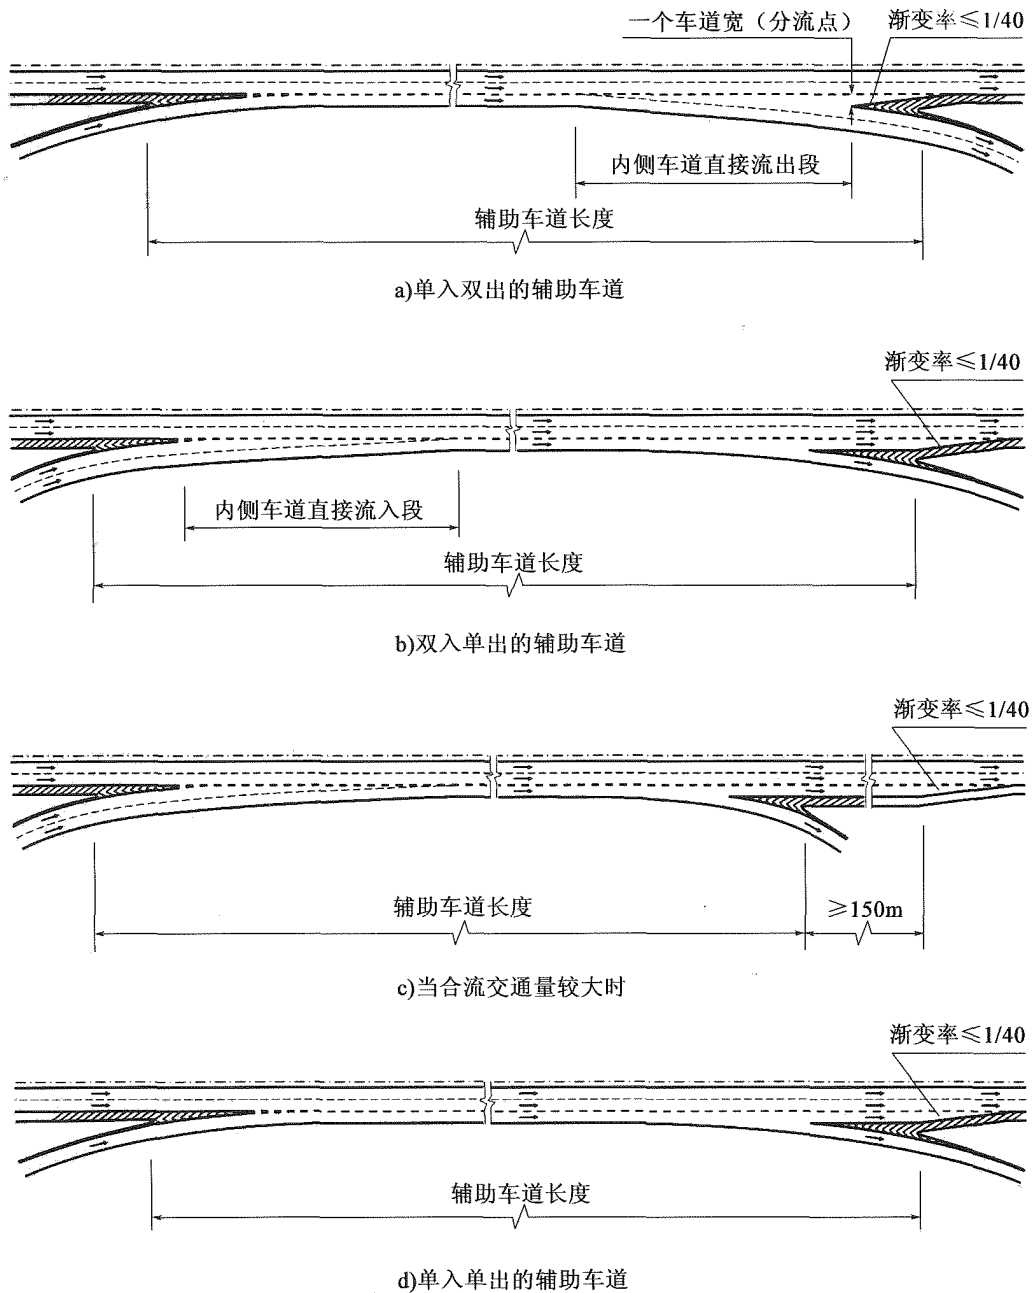 一个车道宽（分流点） 渐变率≤1/40
内侧车道直接流出段
辅助车道长度
a)单入双出的辅助车道
渐变率≤1/40
内侧车道直接流入段
辅助车道长度
b)双入单出的辅助车道
渐变率≤1/40
辅助车道长度 ≥150m
c)当合流交通量较大时
渐变率≤1/40
辅助车道长度
d)单入单出的辅助车道